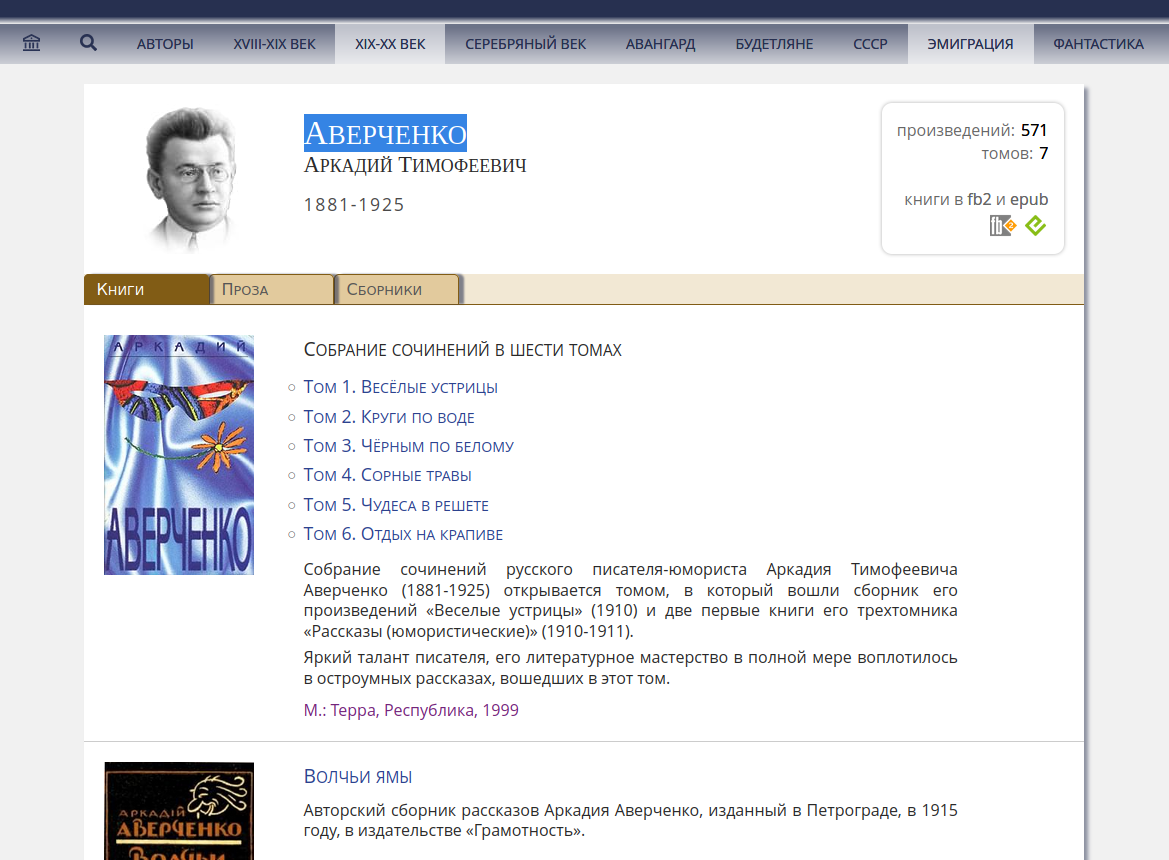 АВТОРЫ XVIII-XIX ВЕК XIX-XX ВЕК СЕРЕБРЯНЫЙ ВЕК АВАНГАРД БУДЕТЛЯНЕ СССР ЭМИГРАЦИЯ ФАНТАСТИКА
Аверченко
Аркадий Тимофеевич
1881-1925
произведений: 571
томов: 7
книги в fb2 и epub
fb2
Книги Проза Сборники
АРКАДИЙ
АВЕРЧЕНКО
Собрание сочинений в шести томах
Том 1. Весёлые устрицы
Том 2. Круги по воде
Том 3. Чёрным по белому
Том 4. Сорные травы
Том 5. Чудеса в решете
Том 6. Отдых на крапиве
Собрание сочинений русского писателя-юмориста Аркадия Тимофеевича
Аверченко (1881-1925) открывается томом, в который вошли сборник его
произведений «Веселые устрицы» (1910) и две первые книги его трехтомника
«Рассказы (юмористические)» (1910-1911).
Яркий талант писателя, его литературное мастерство в полной мере воплотилось
в остроумных рассказах, вошедших в этот том.
М.: Терра, Республика, 1999
АРКАДІЙ
АВЕРЧЕНКО
Волчьи
Волчьи ямы
Авторский сборник рассказов Аркадия Аверченко, изданный в Петрограде, в 1915
году, в издательстве «Грамотность».